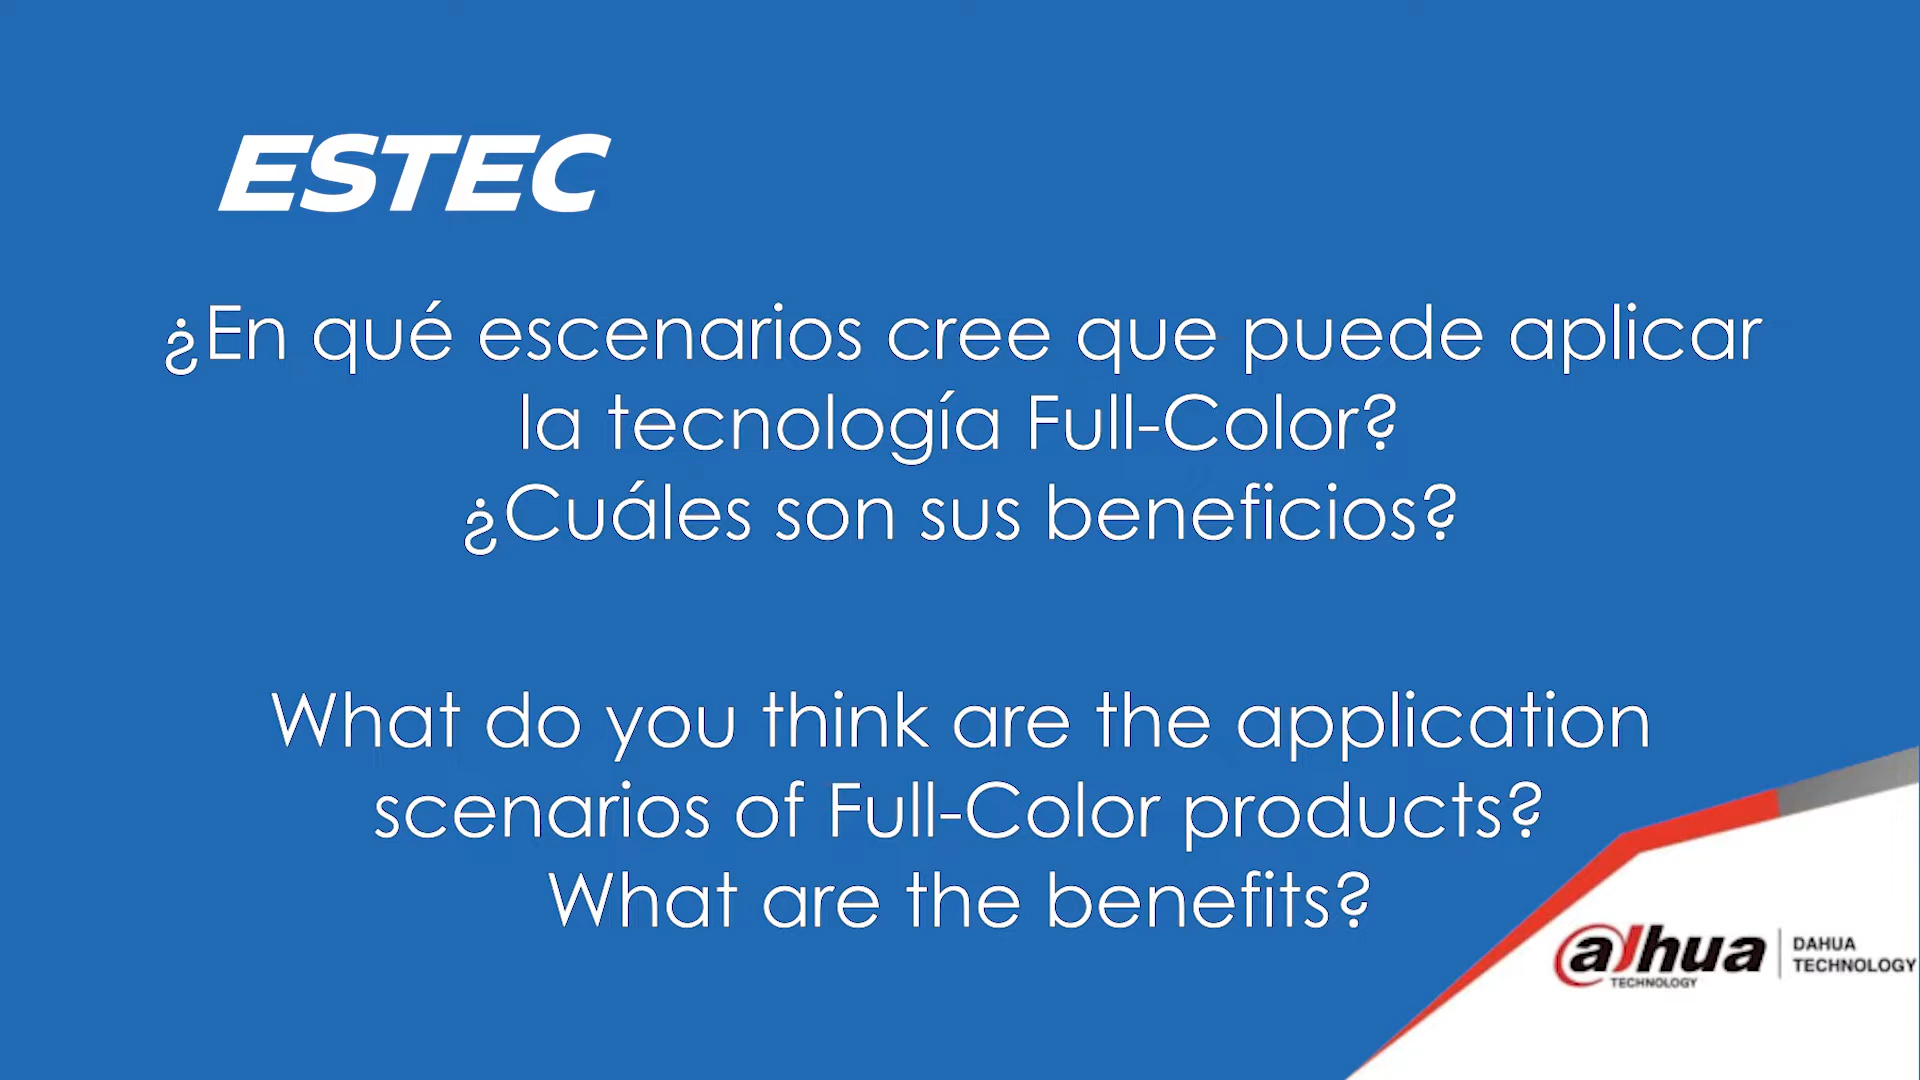 ESTEC
¿En qué escenarios cree que puede aplicar
la tecnología Full-Color?
¿Cuáles son sus beneficios?
What do you think are the application
scenarios of Full-Color products?
What are the benefits?
alhua
TECHNOLOGY
DAHUA
TECHNOLOGY